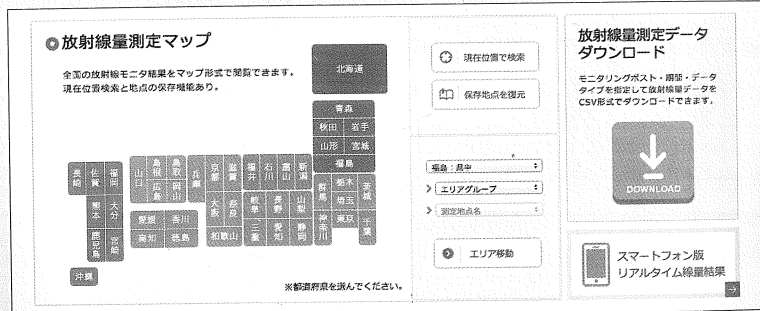 放射線量測定マップ
全国の放射線モニタ結果をマップ形式で閲覧できます。
現在位置検索と地点の保存機能あり。
北海道
青森
秋田 岩手
山形 宮城
福島
長崎 佐賀 福岡
熊本 大分
鹿児島 宮崎
沖縄
山口 島根 鳥取
広島 岡山
兵庫 京都 滋賀
大阪 奈良
和歌山
愛媛 香川
高知 徳島
福井 石川 富山 新潟
岐阜 長野 山梨
三重 愛知 静岡
群馬 栃木 茨城
埼玉
神奈川 東京 千葉
※都道府県を選んでください。
現在位置で検索
保存地点を復元
福島:県中
エリアグループ
測定地点名
エリア移動
放射線量測定データ
ダウンロード
モニタリングポスト・期間・データ
タイプを指定して放射線量データを
CSV形式でダウンロードできます。
DOWNLOAD
スマートフォン版
リアルタイム線量結果